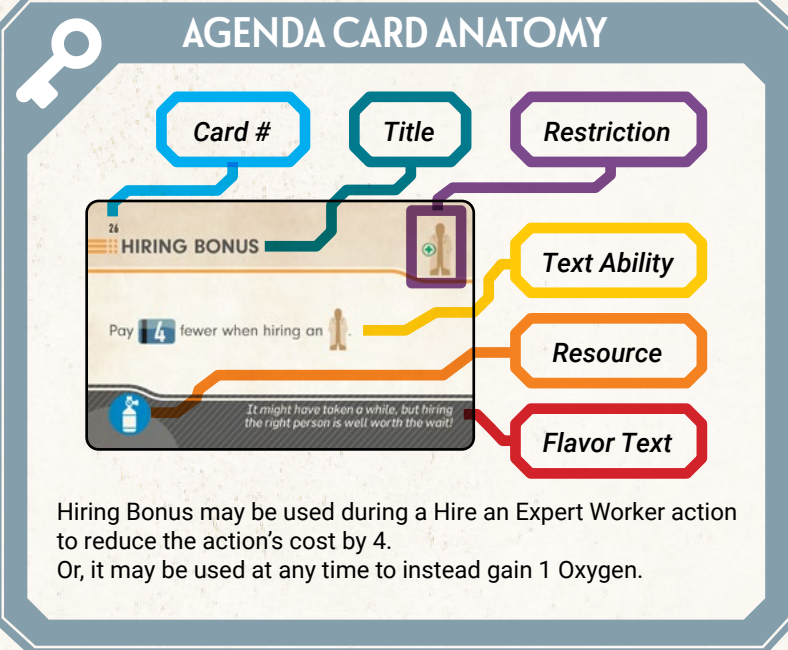 AGENDA CARD ANATOMY
Card #
Title
Restriction
26
HIRING BONUS
Text Ability
Pay 4 fewer when hiring an .
Resource
It might have taken a while, but hiring
the right person is well worth the wait!
Flavor Text
Hiring Bonus may be used during a Hire an Expert Worker action
to reduce the action's cost by 4.
Or, it may be used at any time to instead gain 1 Oxygen.